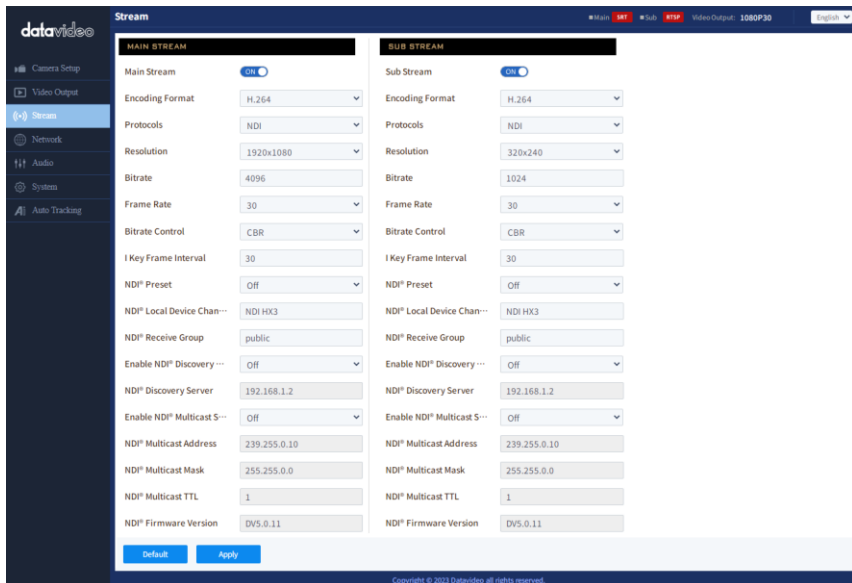 datavideo
Stream
Main SRT Sub RTSP Video Output: 1080P30 English
Camera Setup
Video Output
Stream
Network
Audio
System
Auto Tracking
MAIN STREAM
Main Stream ON
Encoding Format H.264
Protocols NDI
Resolution 1920x1080
Bitrate 4096
Frame Rate 30
Bitrate Control CBR
I Key Frame Interval 30
NDI® Preset Off
NDI® Local Device Chan··· NDI HX3
NDI® Receive Group public
Enable NDI® Discovery ··· Off
NDI® Discovery Server 192.168.1.2
Enable NDI® Multicast S··· Off
NDI® Multicast Address 239.255.0.10
NDI® Multicast Mask 255.255.0.0
NDI® Multicast TTL 1
NDI® Firmware Version DV5.0.11
SUB STREAM
Sub Stream ON
Encoding Format H.264
Protocols NDI
Resolution 320x240
Bitrate 1024
Frame Rate 30
Bitrate Control CBR
I Key Frame Interval 30
NDI® Preset Off
NDI® Local Device Chan··· NDI HX3
NDI® Receive Group public
Enable NDI® Discovery ··· Off
NDI® Discovery Server 192.168.1.2
Enable NDI® Multicast S··· Off
NDI® Multicast Address 239.255.0.10
NDI® Multicast Mask 255.255.0.0
NDI® Multicast TTL 1
NDI® Firmware Version DV5.0.11
Default Apply
Copyright © 2023 Datavideo all rights reserved.